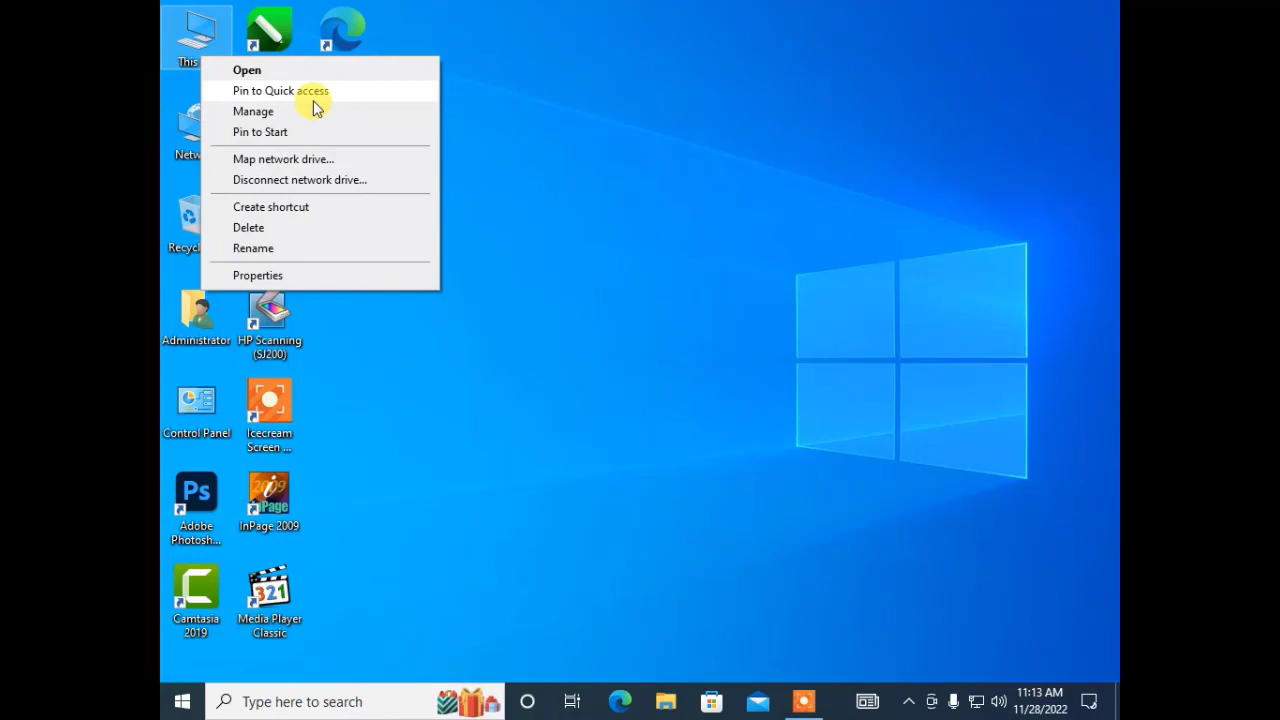 This
Open
Pin to Quick access
Manage
Pin to Start
Map network drive...
Disconnect network drive...
Create shortcut
Delete
Rename
Properties
Netw
Recycl
Administrator
HP Scanning
(SJ200)
Control Panel
Icecream
Screen ...
Ps
Adobe
Photosh...
2009
InPage
InPage 2009
Camtasia
2019
321
Media Player
Classic
Type here to search
11:13 AM
11/28/2022